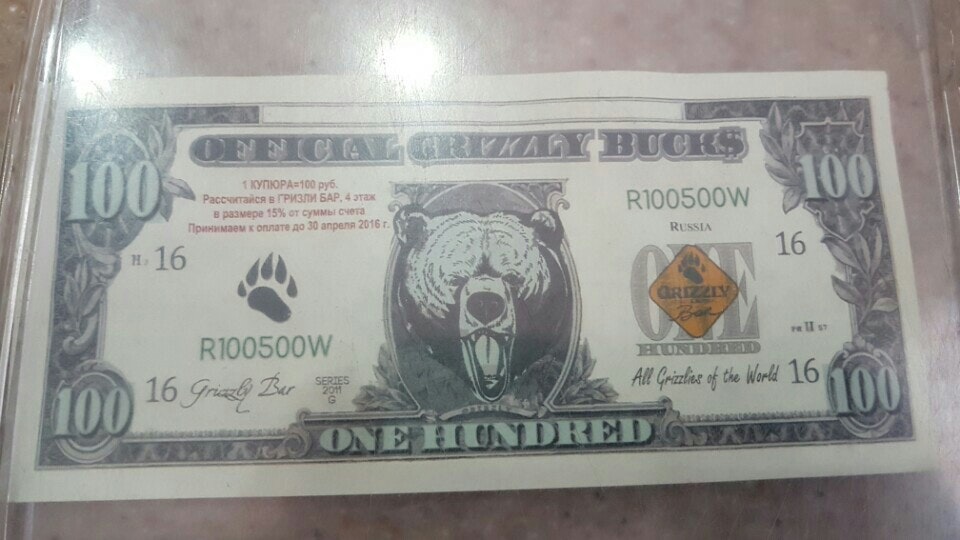 OFFICIAL GRIZZLY BUCK$
100
100
1 КУПЮРА=100 руб.
Рассчитайся в ГРИЗЛИ БАР, 4 этаж
в размере 15% от суммы счета
Принимаем к оплате до 30 апреля 2016 г.
R100500W
RUSSIA
16
16
ONE
HUNDRED
GRIZZLY
Bar
R100500W
16 Grizzly Bar
SERIES
2011
G
All Grizzlies of the World 16
100
100
ONE HUNDRED